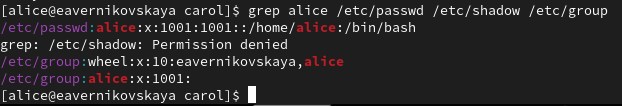 [alice@eavernikovskaya carol]$ grep alice /etc/passwd /etc/shadow /etc/group
/etc/passwd:alice:x:1001:1001::/home/alice:/bin/bash
grep: /etc/shadow: Permission denied
/etc/group:wheel:x:10:eavernikovskaya,alice
/etc/group:alice:x:1001:
[alice@eavernikovskaya carol]$